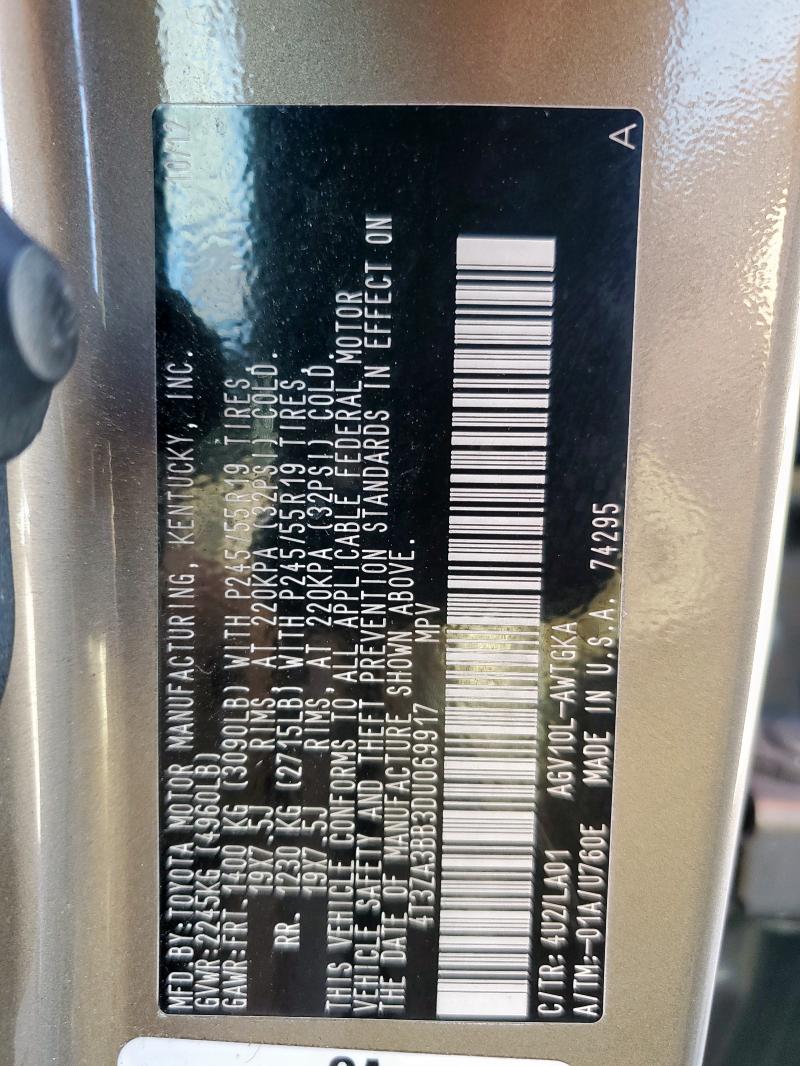 MFD.BY:TOYOTA MOTOR MANUFACTURING, KENTUCKY, INC. 10/12
GVWR:2245KG (4960LB)
GAWR:FRT.1400 KG (3090LB) WITH P245/55R19 TIRES
19X7.5J RIMS, AT 220KPA (32PSI) COLD.
RR. 1230 KG (2715LB) WITH P245/55R19 TIRES
19X7.5J RIMS, AT 220KPA (32PSI) COLD.
THIS VEHICLE CONFORMS TO ALL APPLICABLE FEDERAL MOTOR
VEHICLE SAFETY AND THEFT PREVENTION STANDARDS IN EFFECT ON
THE DATE OF MANUFACTURE SHOWN ABOVE.
4T3ZA3BB3DU069917 MPV
C/TR: 4U2/LA01 AGV10L-AWTGKA
A/TM:-01A/U760E MADE IN U.S.A. 74295 A